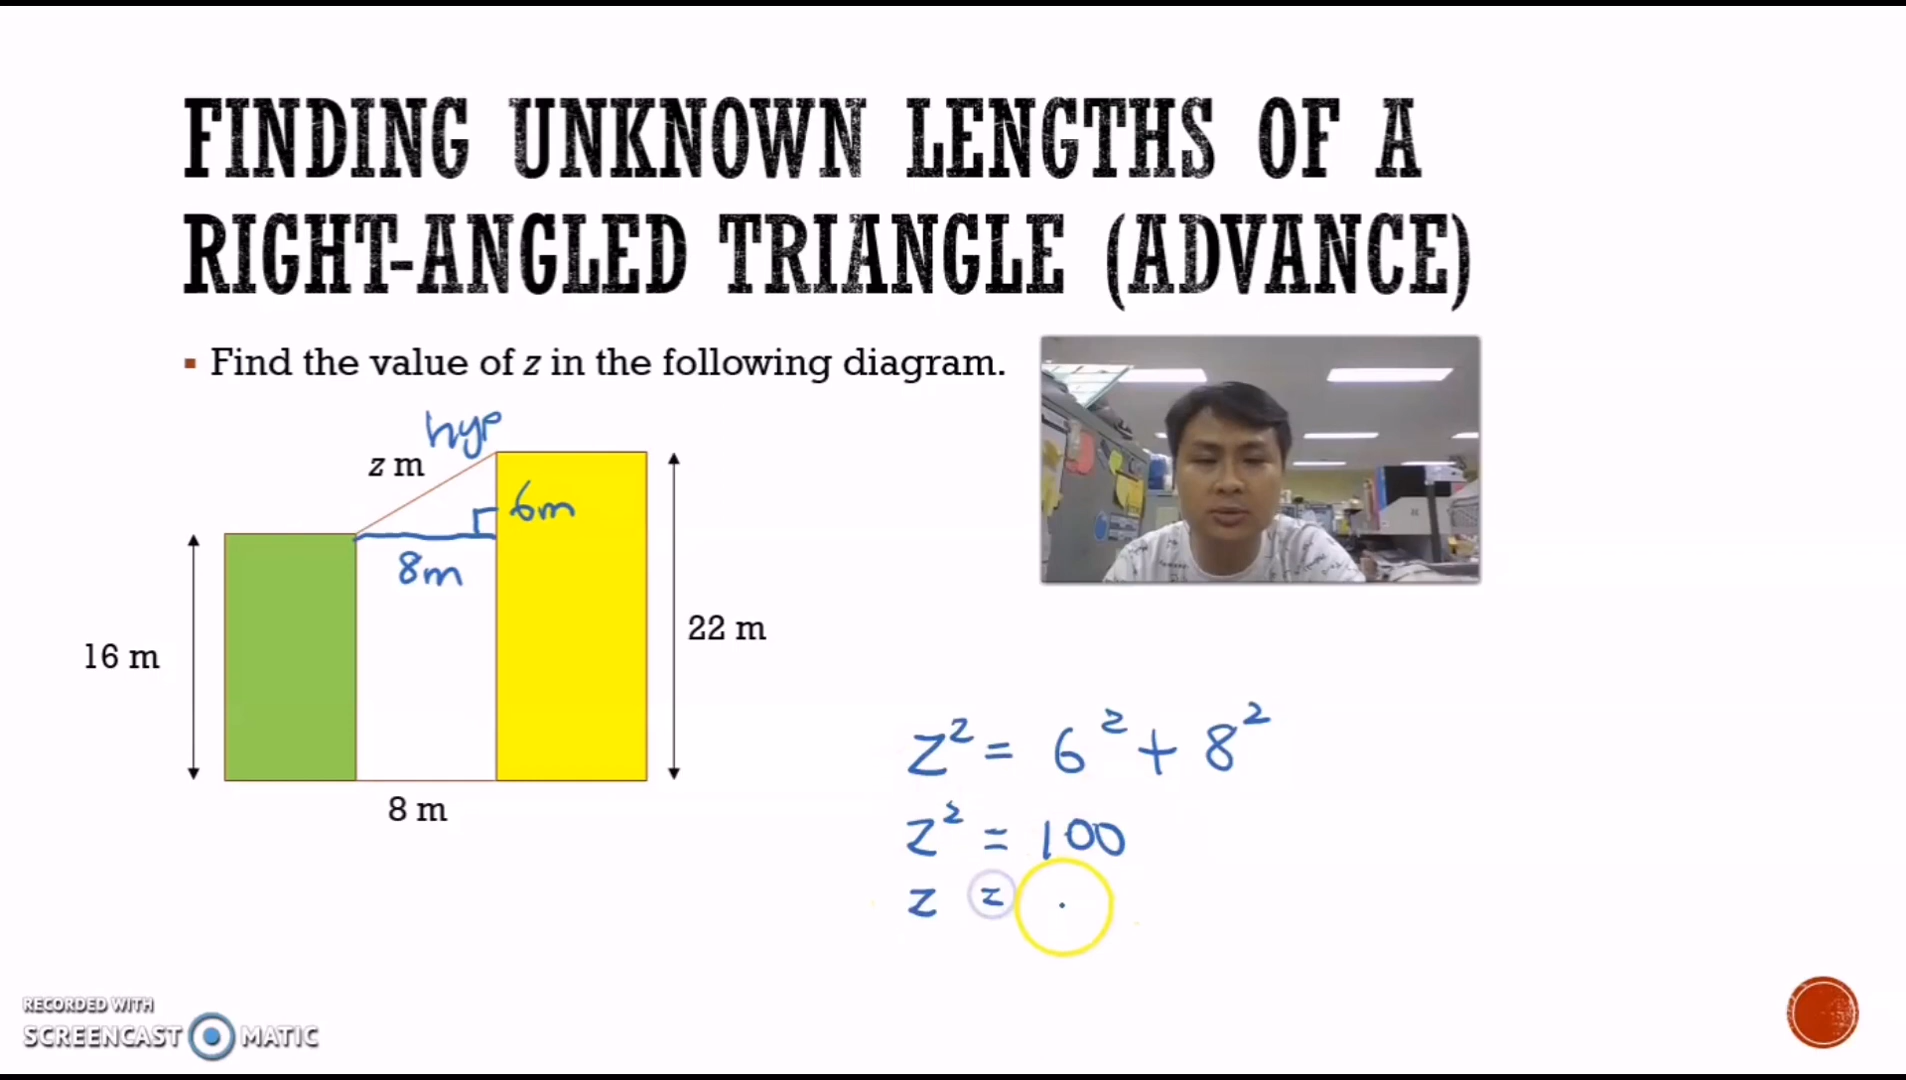 FINDING UNKNOWN LENGTHS OF A
RIGHT-ANGLED TRIANGLE (ADVANCE)
▪ Find the value of z in the following diagram.
hyp
z m
6m
8m
22 m
16 m
8 m
z² = 6² + 8²
z² = 100
z =
RECORDED WITH
SCREENCAST MATIC